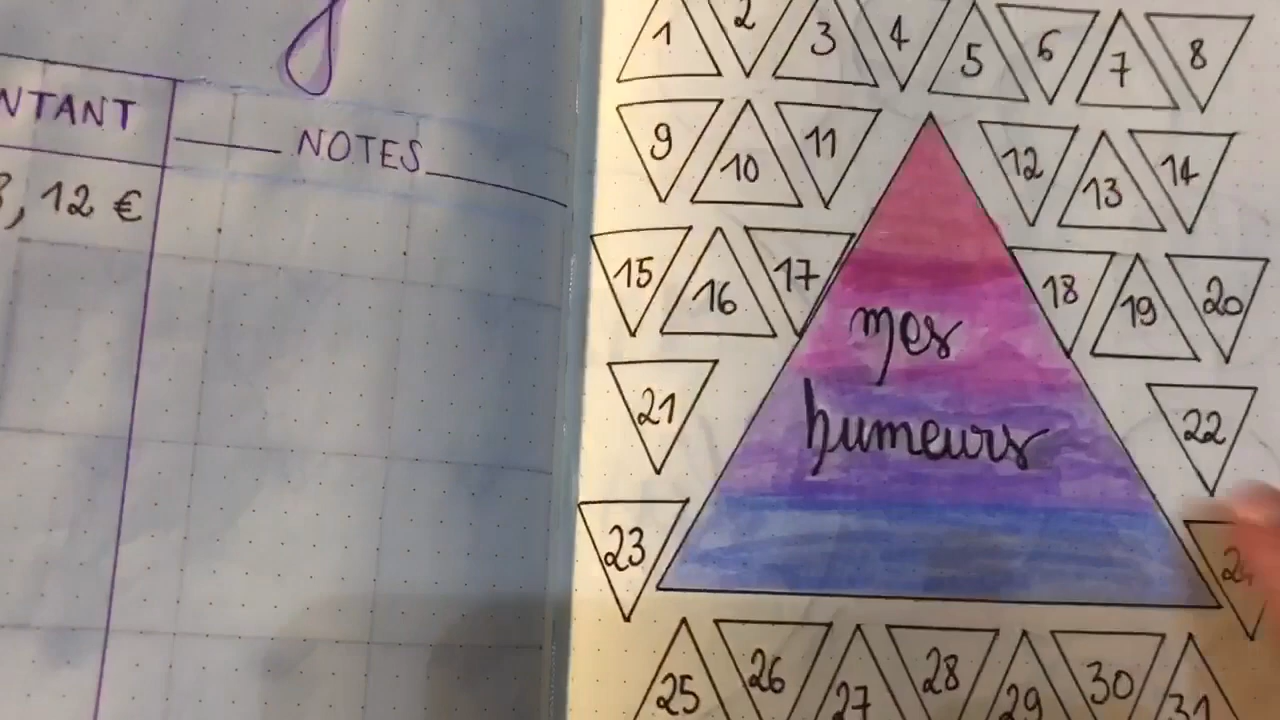 NTANT
NOTES
, 12 €
1 2 3 4 5 6 7 8
9 10 11 12 13 14
15 16 17 18 19 20
mes
humeurs
21 22
23
25 26 27 28 29 30 31